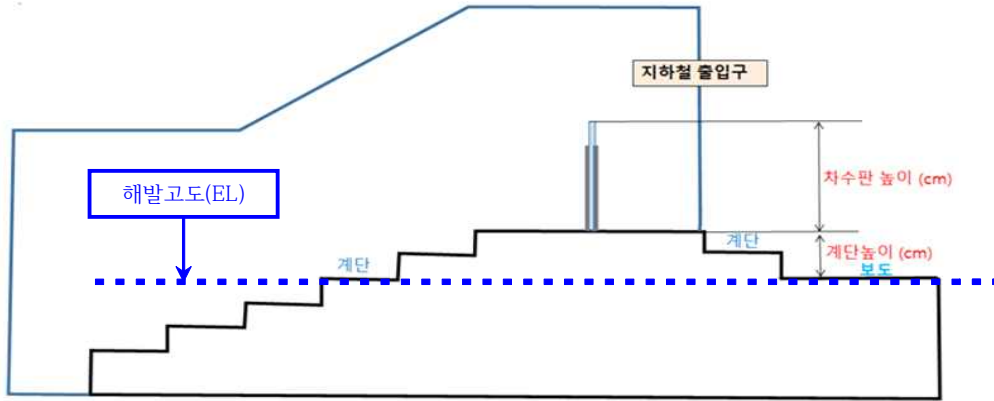 지하철 출입구
해발고도(EL)
차수판 높이 (cm)
계단
계단
계단높이 (cm)
보도